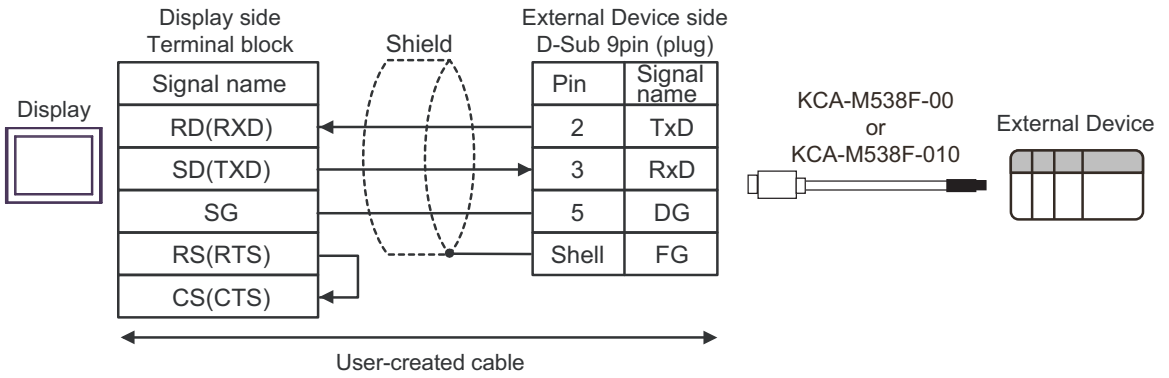 Display side
Terminal block
Shield
External Device side
D-Sub 9pin (plug)
Display
Signal name
Pin
Signal
name
RD(RXD)
2
TxD
SD(TXD)
3
RxD
SG
5
DG
RS(RTS)
Shell
FG
CS(CTS)
KCA-M538F-00
or
KCA-M538F-010
External Device
User-created cable